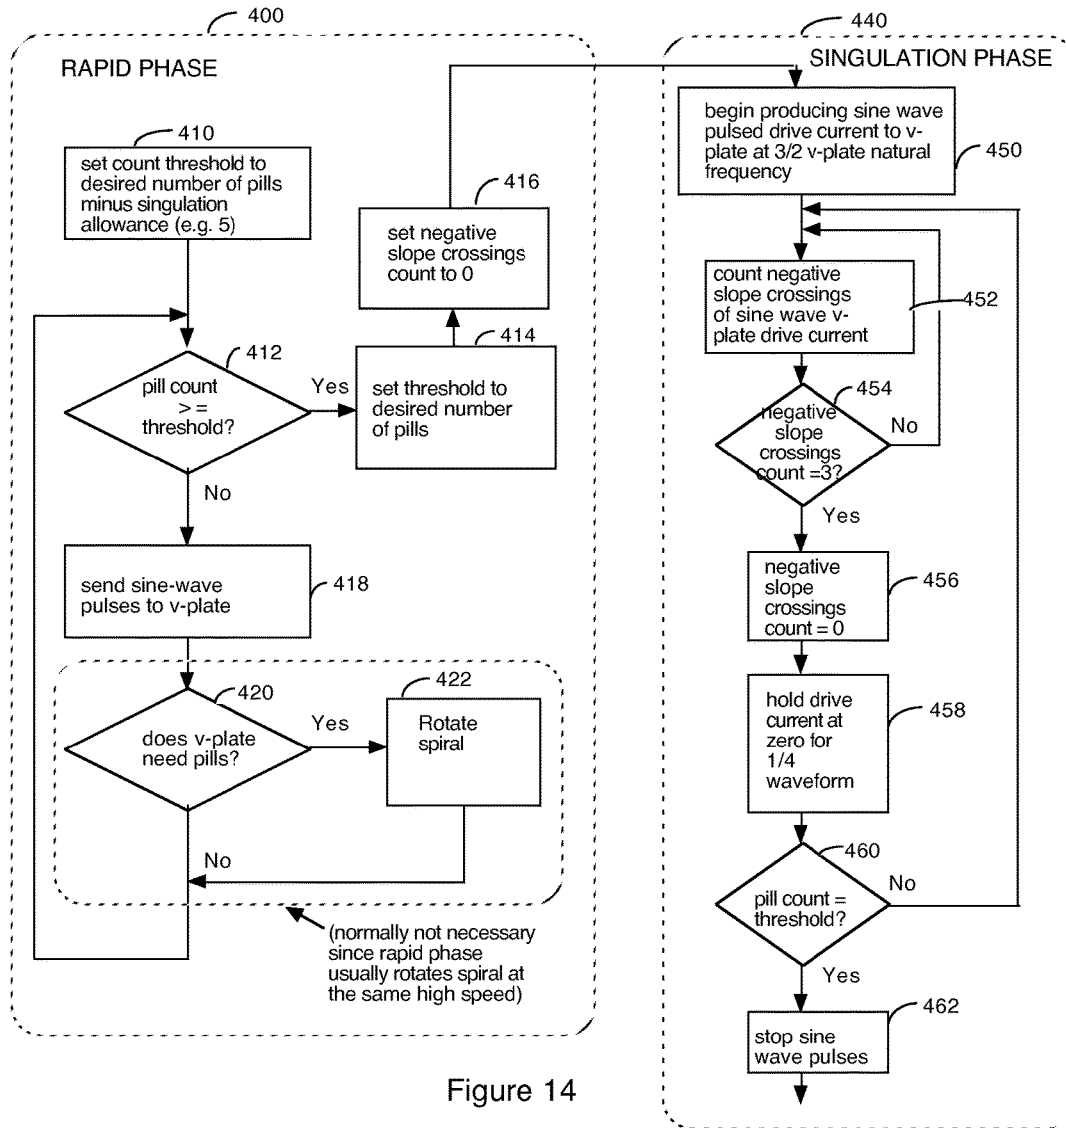 400
RAPID PHASE
410
set count threshold to
desired number of pills
minus singulation
allowance (e.g. 5)
416
set negative
slope crossings
count to 0
412
pill count
>=
threshold?
Yes
No
414
set threshold to
desired number
of pills
send sine-wave
pulses to v-plate
418
420
does v-plate
need pills?
Yes
No
422
Rotate
spiral
(normally not necessary
since rapid phase
usually rotates spiral at
the same high speed)
440
SINGULATION PHASE
begin producing sine wave
pulsed drive current to v-
plate at 3/2 v-plate natural
frequency
450
count negative
slope crossings
of sine wave v-
plate drive current
452
454
negative
slope
crossings
count =3?
No
Yes
negative
slope
crossings
count = 0
456
hold drive
current at
zero for
1/4
waveform
458
460
pill count =
threshold?
No
Yes
462
stop sine
wave pulses
Figure 14